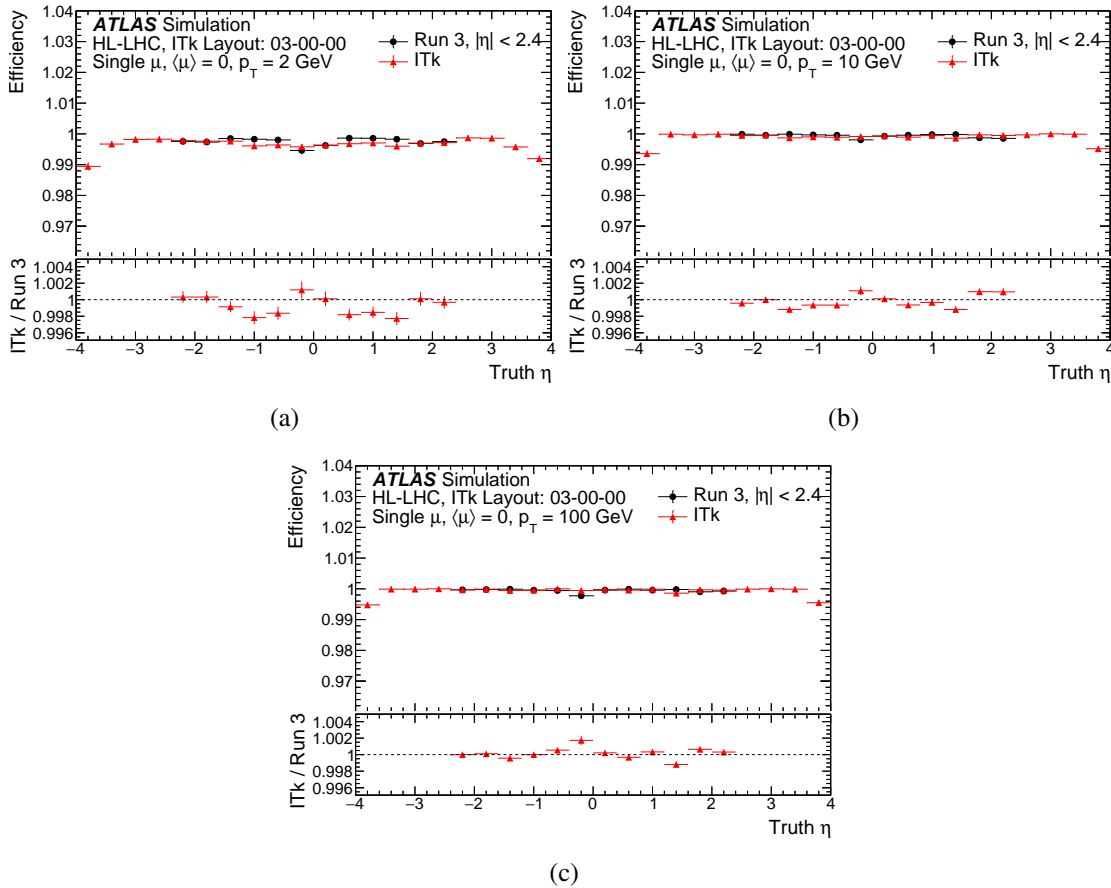 Efficiency
1.04
1.03
1.02
1.01
1
0.99
0.98
0.97
ATLAS Simulation
HL-LHC, ITk Layout: 03-00-00
Single μ, ⟨μ⟩ = 0, p_T = 2 GeV
Run 3, |η| < 2.4
ITk
ITk / Run 3
1.004
1.002
1
0.998
0.996
−4 −3 −2 −1 0 1 2 3 4
Truth η
(a)
Efficiency
1.04
1.03
1.02
1.01
1
0.99
0.98
0.97
ATLAS Simulation
HL-LHC, ITk Layout: 03-00-00
Single μ, ⟨μ⟩ = 0, p_T = 10 GeV
Run 3, |η| < 2.4
ITk
ITk / Run 3
1.004
1.002
1
0.998
0.996
−4 −3 −2 −1 0 1 2 3 4
Truth η
(b)
Efficiency
1.04
1.03
1.02
1.01
1
0.99
0.98
0.97
ATLAS Simulation
HL-LHC, ITk Layout: 03-00-00
Single μ, ⟨μ⟩ = 0, p_T = 100 GeV
Run 3, |η| < 2.4
ITk
ITk / Run 3
1.004
1.002
1
0.998
0.996
−4 −3 −2 −1 0 1 2 3 4
Truth η
(c)